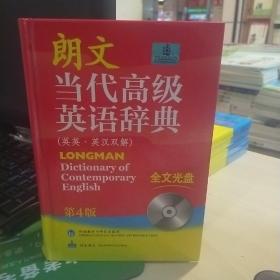 朗文
当代高级
英语辞典
(英英·英汉双解)
LONGMAN
Dictionary of
Contemporary
English
全文光盘
第4版